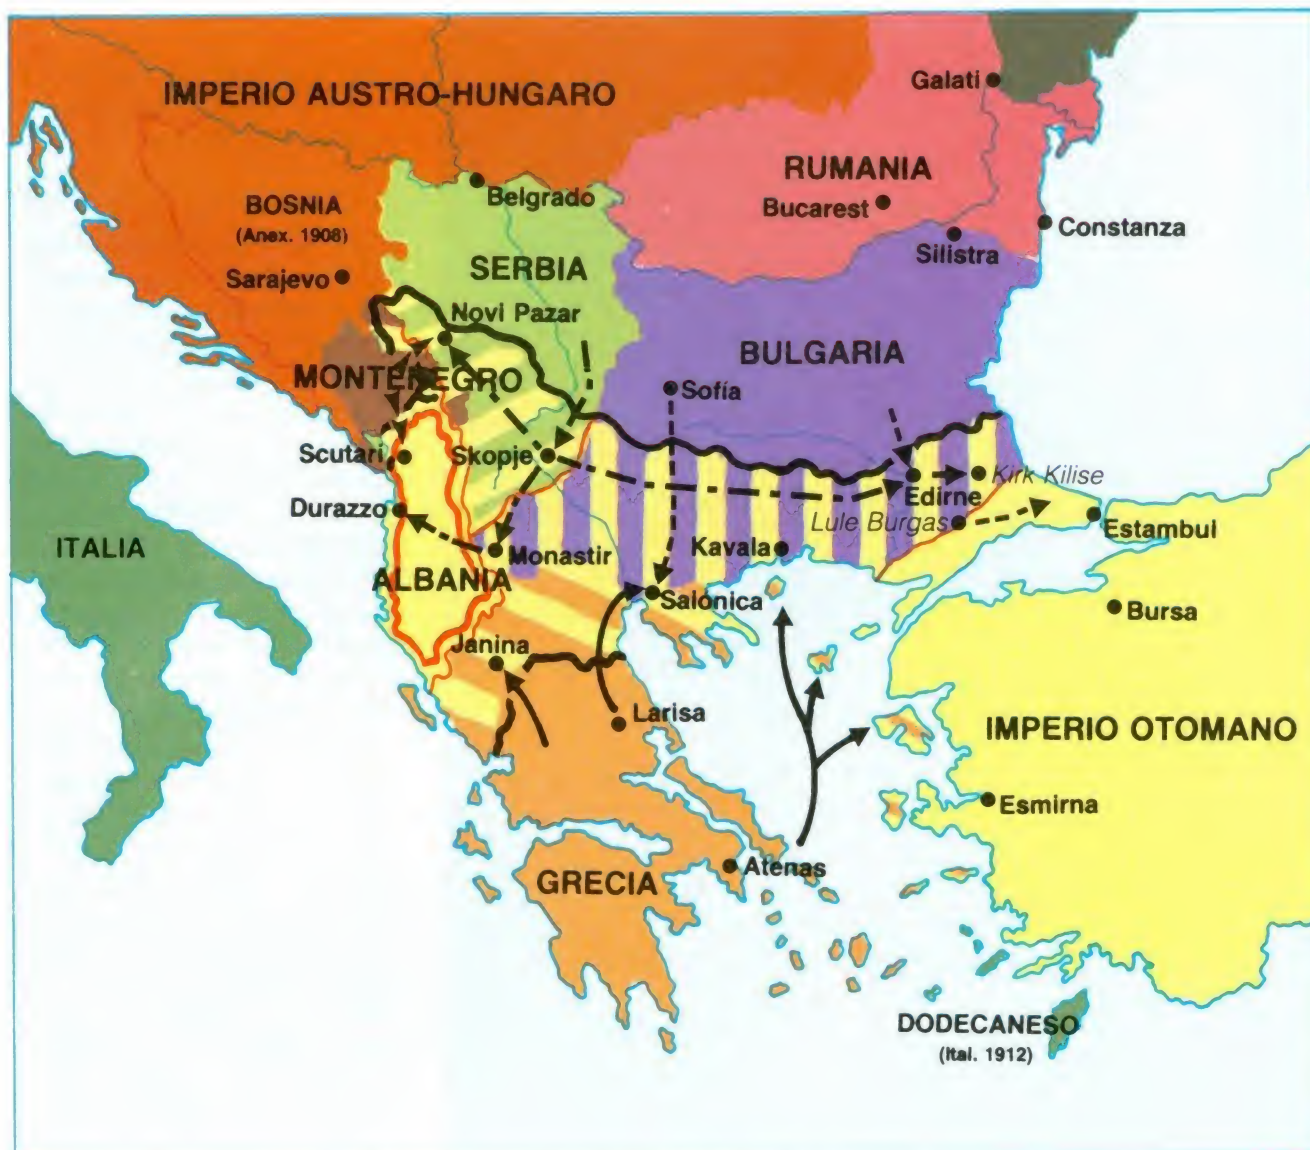 Galati
IMPERIO AUSTRO-HUNGARO
RUMANIA
Belgrado
BOSNIA
(Anex. 1908)
Bucarest
Constanza
Silistra
SERBIA
Sarajevo
Novi Pazar
BULGARIA
MONTENEGRO
Sofía
Scutari
Skopje
Kirk Kilise
Edirne
Durazzo
Lule Burgas
Estambul
ITALIA
Monastir
Kavala
ALBANIA
Salónica
Bursa
Janina
Larisa
IMPERIO OTOMANO
Esmirna
Atenas
GRECIA
DODECANESO
(Ital. 1912)